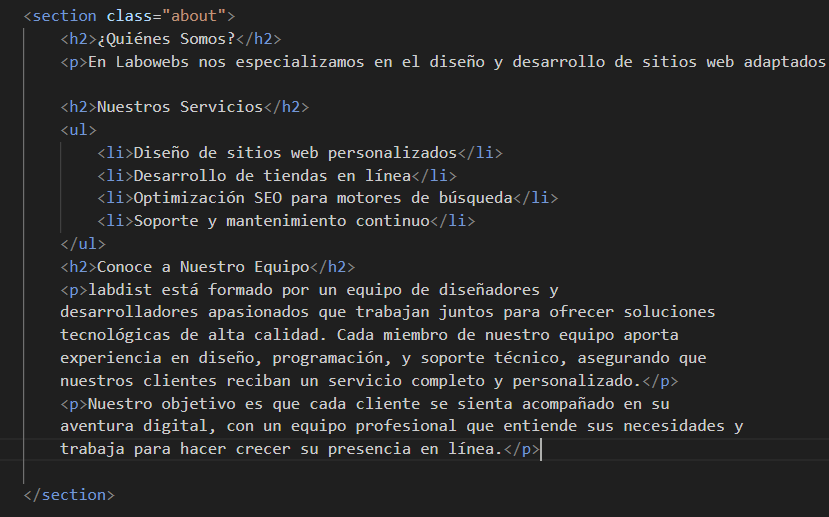 <section class="about">
<h2>¿Quiénes Somos?</h2>
<p>En Labowebs nos especializamos en el diseño y desarrollo de sitios web adaptados
<h2>Nuestros Servicios</h2>
<ul>
<li>Diseño de sitios web personalizados</li>
<li>Desarrollo de tiendas en línea</li>
<li>Optimización SEO para motores de búsqueda</li>
<li>Soporte y mantenimiento continuo</li>
</ul>
<h2>Conoce a Nuestro Equipo</h2>
<p>labdist está formado por un equipo de diseñadores y
desarrolladores apasionados que trabajan juntos para ofrecer soluciones
tecnológicas de alta calidad. Cada miembro de nuestro equipo aporta
experiencia en diseño, programación, y soporte técnico, asegurando que
nuestros clientes reciban un servicio completo y personalizado.</p>
<p>Nuestro objetivo es que cada cliente se sienta acompañado en su
aventura digital, con un equipo profesional que entiende sus necesidades y
trabaja para hacer crecer su presencia en línea.</p>
</section>